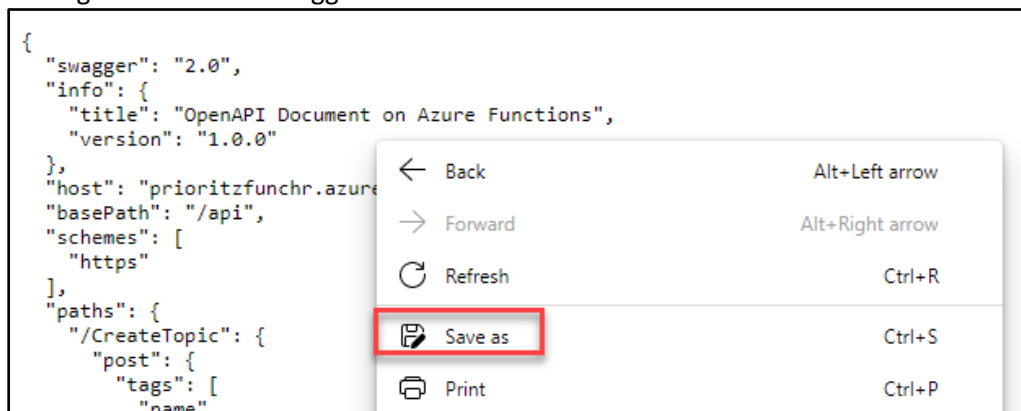 {
"swagger": "2.0",
"info": {
"title": "OpenAPI Document on Azure Functions",
"version": "1.0.0"
},
"host": "prioritzfunchr.azure
"basePath": "/api",
"schemes": [
"https"
],
"paths": {
"/CreateTopic": {
"post": {
"tags": [
"name"
Back Alt+Left arrow
Forward Alt+Right arrow
Refresh Ctrl+R
Save as Ctrl+S
Print Ctrl+P